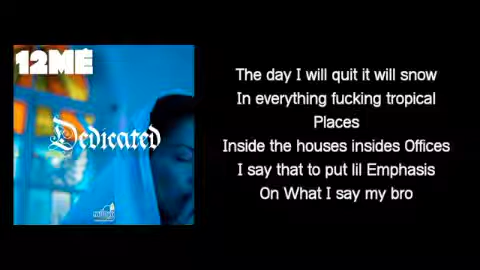 12ME
Dedicated
The day I will quit it will snow
In everything fucking tropical
Places
Inside the houses insides Offices
I say that to put lil Emphasis
On What I say my bro